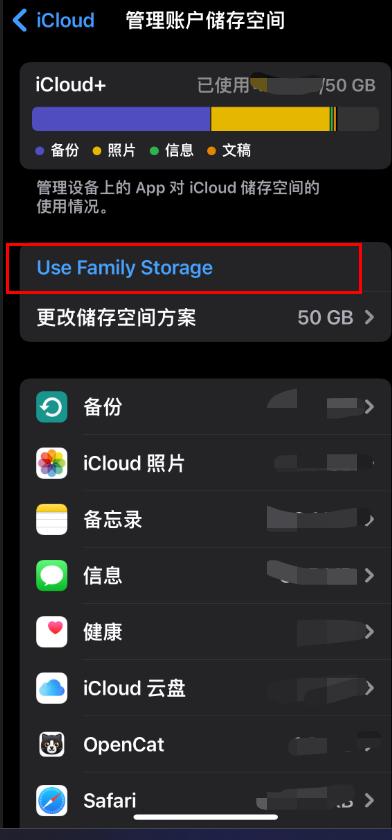 iCloud
管理账户储存空间
iCloud+
已使用 /50 GB
备份
照片
信息
文稿
管理设备上的 App 对 iCloud 储存空间的
使用情况。
Use Family Storage
更改储存空间方案
50 GB
备份
iCloud 照片
备忘录
信息
健康
iCloud 云盘
OpenCat
Safari